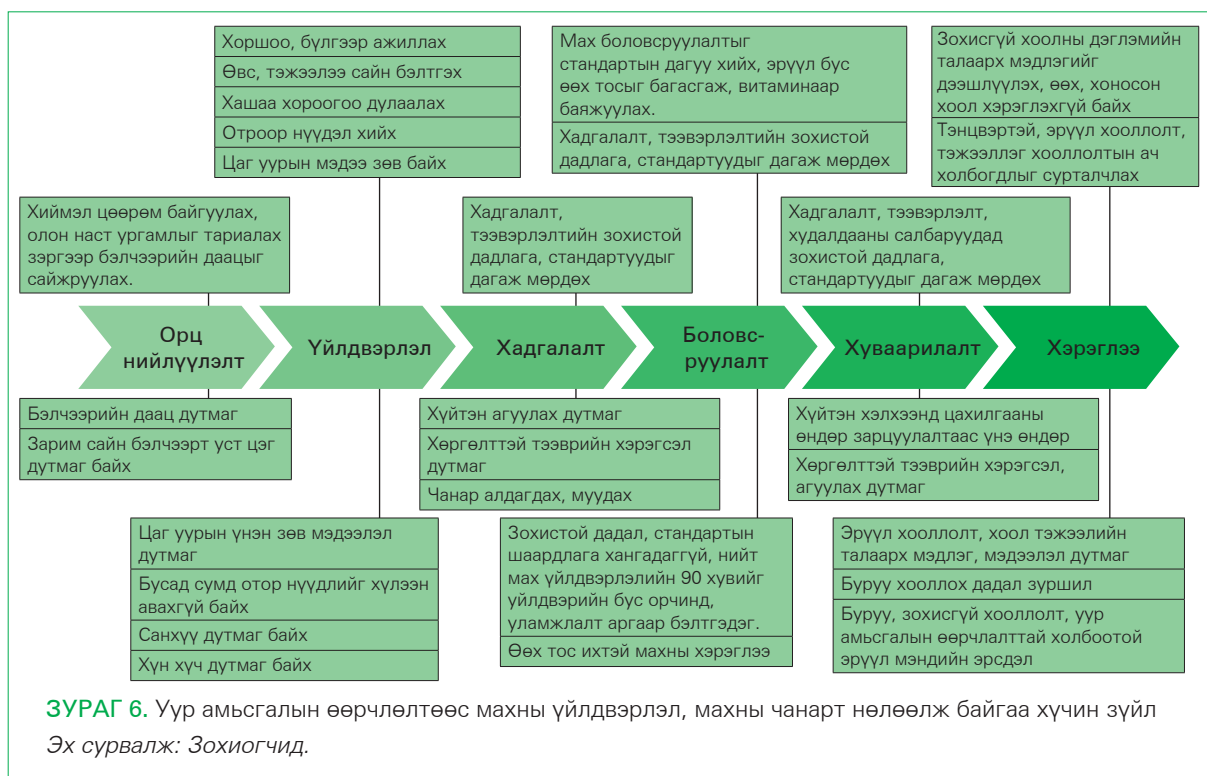 Хоршоо, бүлгээр ажиллах
Өвс, тэжээлээ сайн бэлтгэх
Хашаа хороогоо дулаалах
Отроор нүүдэл хийх
Цаг уурын мэдээ зөв байх
Мах боловсруулалтыг
стандартын дагуу хийх, эрүүл бус
өөх тосыг багасгаж, витаминаар
баяжуулах.
Хадгалалт, тээвэрлэлтийн зохистой
дадлага, стандартуудыг дагаж мөрдөх
Зохисгүй хоолны дэглэмийн
талаарх мэдлэгийг
дээшлүүлэх, өөх, хоносон
хоол хэрэглэхгүй байх
Тэнцвэртэй, эрүүл хооллолт,
тэжээллэг хооллолтын ач
холбогдлыг сурталчлах
Хиймэл цөөрөм байгуулах,
олон наст ургамлыг тариалах
зэргээр бэлчээрийн даацыг
сайжруулах.
Хадгалалт,
тээвэрлэлтийн зохистой
дадлага, стандартуудыг
дагаж мөрдөх
Хадгалалт, тээвэрлэлт,
худалдааны салбаруудад
зохистой дадлага,
стандартуудыг дагаж мөрдөх
Орц
нийлүүлэлт
Үйлдвэрлэл
Хадгалалт
Боловс-
руулалт
Хуваарилалт
Хэрэглээ
Бэлчээрийн даац дутмаг
Зарим сайн бэлчээрт уст цэг
дутмаг байх
Хүйтэн агуулах дутмаг
Хөргөлттэй тээврийн хэрэгсэл
дутмаг
Чанар алдагдах, муудах
Хүйтэн хэлхээнд цахилгааны
өндөр зарцуулалтаас үнэ өндөр
Хөргөлттэй тээврийн хэрэгсэл,
агуулах дутмаг
Цаг уурын үнэн зөв мэдээлэл
дутмаг
Бусад сумд отор нүүдлийг хүлээн
авахгүй байх
Санхүү дутмаг байх
Хүн хүч дутмаг байх
Зохистой дадал, стандартын
шаардлага хангадаггүй, нийт
мах үйлдвэрлэлийн 90 хувийг
үйлдвэрийн бус орчинд,
уламжлалт аргаар бэлтгэдэг.
Өөх тос ихтэй махны хэрэглээ
Эрүүл хооллолт, хоол тэжээлийн
талаарх мэдлэг, мэдээлэл дутмаг
Буруу хооллох дадал зуршил
Буруу, зохисгүй хооллолт, уур
амьсгалын өөрчлалттай холбоотой
эрүүл мэндийн эрсдэл
ЗУРАГ 6. Уур амьсгалын өөрчлөлтөөс махны үйлдвэрлэл, махны чанарт нөлөөлж байгаа хүчин зүйл
Эх сурвалж: Зохиогчид.